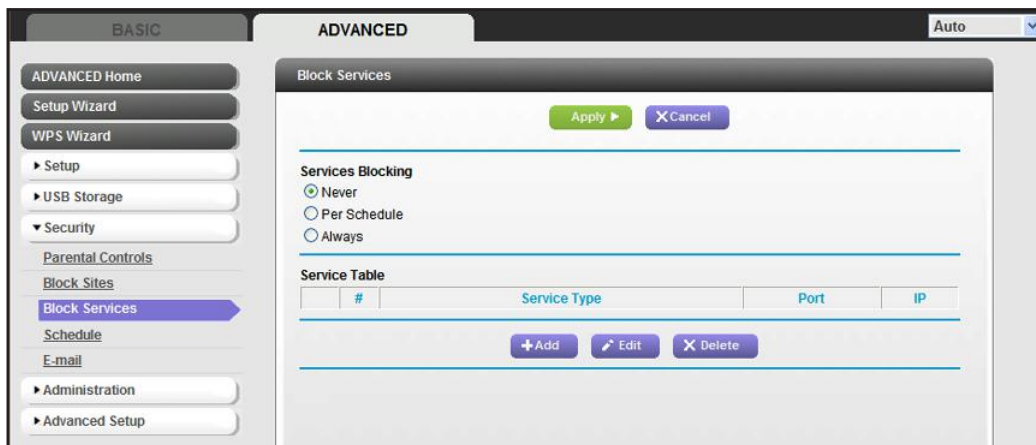 BASIC
ADVANCED
Auto
ADVANCED Home
Setup Wizard
WPS Wizard
Setup
USB Storage
Security
Parental Controls
Block Sites
Block Services
Schedule
E-mail
Administration
Advanced Setup
Block Services
Apply
Cancel
Services Blocking
Never
Per Schedule
Always
Service Table
# Service Type Port IP
Add Edit Delete